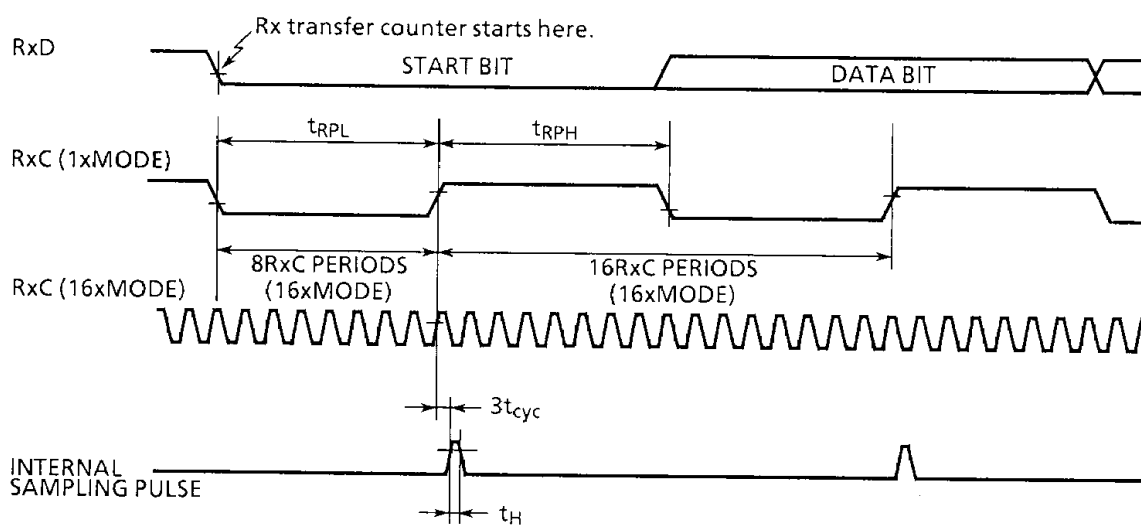 Rx transfer counter starts here.
RxD
START BIT
DATA BIT
tRPL
tRPH
RxC (1xMODE)
8RxC PERIODS
(16xMODE)
16RxC PERIODS
(16xMODE)
RxC (16xMODE)
3tcyc
INTERNAL
SAMPLING PULSE
tH